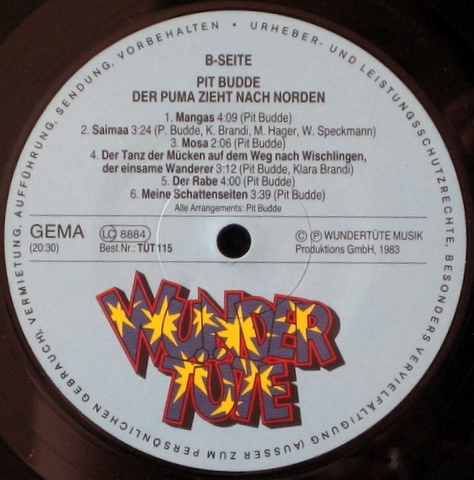 B-SEITE
PIT BUDDE
DER PUMA ZIEHT NACH NORDEN
1. Mangas 4:09 (Pit Budde)
2. Saimaa 3:24 (P. Budde, K. Brandi, M. Hager, W. Speckmann)
3. Mosa 2:06 (Pit Budde)
4. Der Tanz der Mücken auf dem Weg nach Wischlingen,
der einsame Wanderer 3:12 (Pit Budde, Klara Brandi)
5. Der Rabe 4:00 (Pit Budde)
6. Meine Schattenseiten 3:39 (Pit Budde)
Alle Arrangements: Pit Budde
GEMA
(20:30)
LC 8884
Best.Nr.: TÜT 115
© ℗ WUNDERTÜTE MUSIK
Produktions GmbH, 1983
WUNDER
TÜTE
URHEBER- UND LEISTUNGSSCHUTZRECHTE, BESONDERS VERVIELFÄLTIGUNG (AUSSER ZUM PERSÖNLICHEN GEBRAUCH), VERMIETUNG, AUFFÜHRUNG, SENDUNG, VORBEHALTEN •